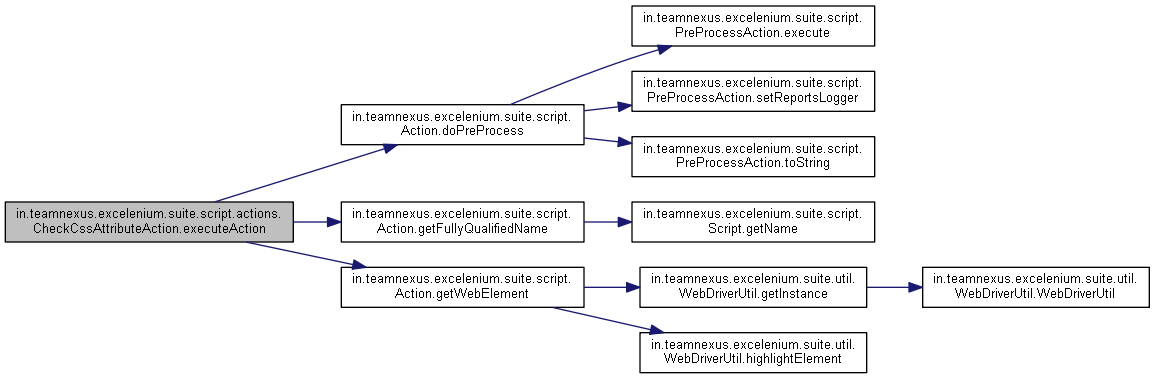 in.teamnexus.excelenium.suite.script.
PreProcessAction.execute
in.teamnexus.excelenium.suite.script.
PreProcessAction.setReportsLogger
in.teamnexus.excelenium.suite.script.
Action.doPreProcess
in.teamnexus.excelenium.suite.script.
PreProcessAction.toString
in.teamnexus.excelenium.suite.script.actions.
CheckCssAttributeAction.executeAction
in.teamnexus.excelenium.suite.script.
Action.getFullyQualifiedName
in.teamnexus.excelenium.suite.script.
Script.getName
in.teamnexus.excelenium.suite.script.
Action.getWebElement
in.teamnexus.excelenium.suite.util.
WebDriverUtil.getInstance
in.teamnexus.excelenium.suite.util.
WebDriverUtil.WebDriverUtil
in.teamnexus.excelenium.suite.util.
WebDriverUtil.highlightElement